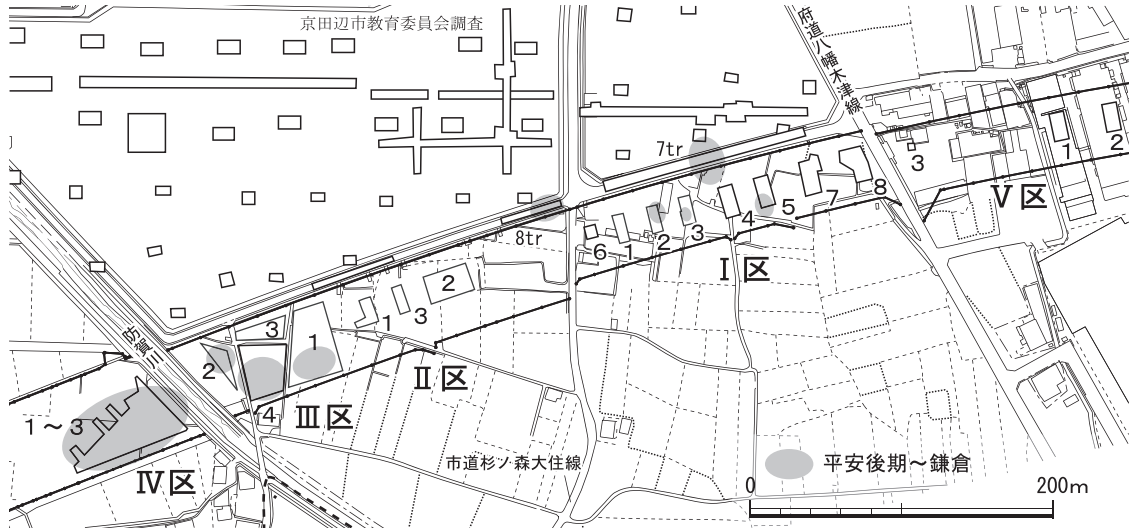 京田辺市教育委員会調査
府道八幡木津線
7tr
8tr
6
1
2
3
4
5
7
8
Ⅰ区
3
1
2
Ⅴ区
1
3
2
Ⅱ区
2
3
1
4
Ⅲ区
防賀川
1～3
Ⅳ区
市道杉ノ森大住線
平安後期～鎌倉
0
200m